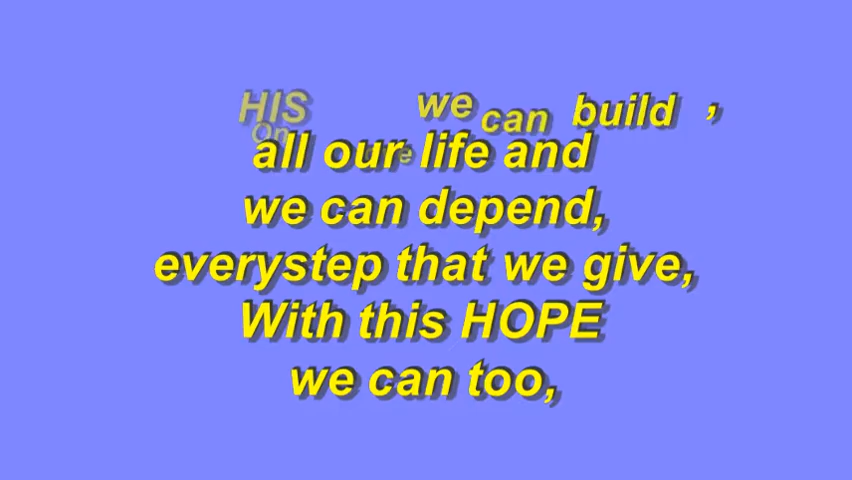 On HIS we can build ,
all our life and
we can depend,
everystep that we give,
With this HOPE
we can too,